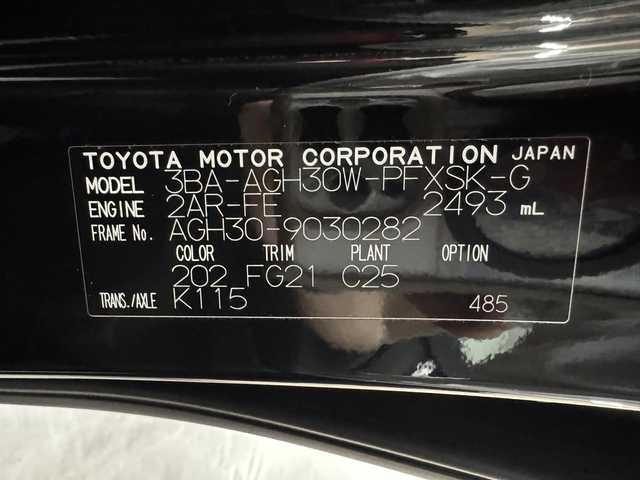 TOYOTA MOTOR CORPORATION JAPAN
MODEL 3BA-AGH30W-PFXSK-G
ENGINE 2AR-FE 2493 mL
FRAME No. AGH30-9030282
COLOR TRIM PLANT OPTION
202 FG21 C25
TRANS./AXLE K115 485